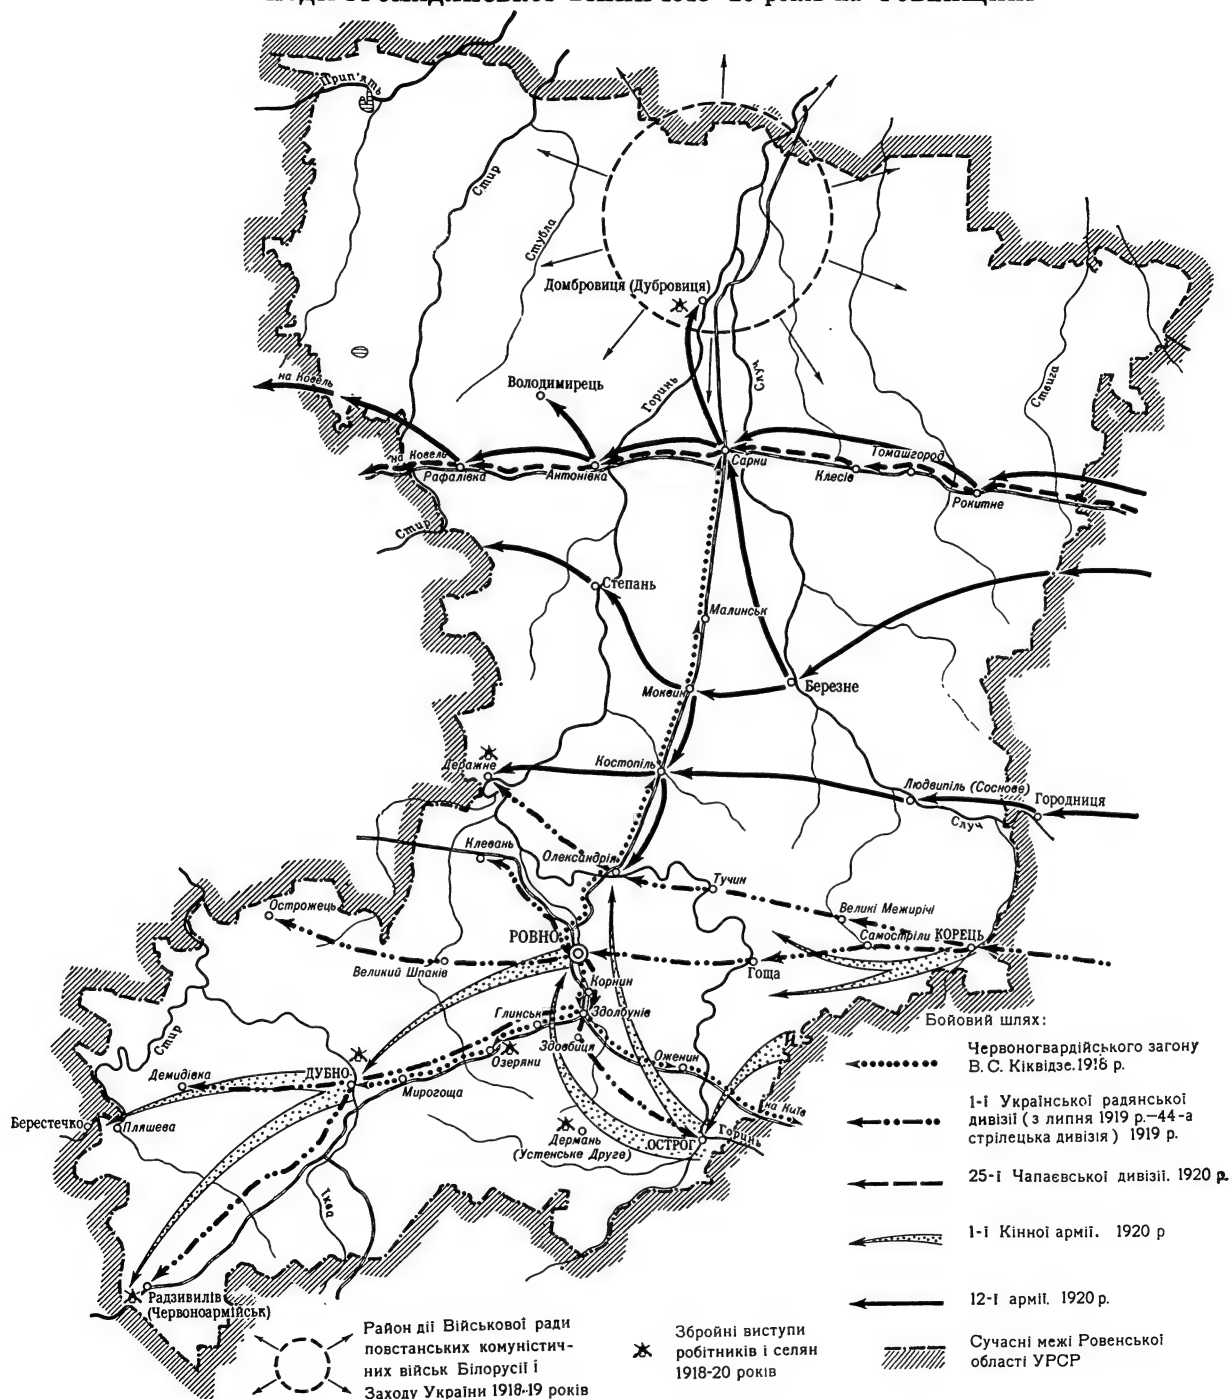 Прип'ять
Стир
Стубла
Домбровиця (Дубровиця)
на Ковель
Володимирець
Горинь
Случ
Ствига
на Ковель
Рафалівка
Антонівка
Сарни
Клесів
Томашгород
Рокитне
Стир
Степань
Малинськ
Моквин
Березне
Деражне
Костопіль
Людвипіль (Соснове)
Городниця
Случ
Клевань
Олександрія
Тучин
Острожець
РОВНО
Великі Межирічі
Самостріли
КОРЕЦЬ
Великий Шпаків
Гоща
Корнин
Глинськ
Здолбунів
Стир
Здовбиця
Озеряни
Оженин
Демидівка
ДУБНО
Мирогоща
на Київ
Берестечко
Пляшева
Дермань
(Устенське Друге)
ОСТРОГ
Горинь
Іква
Радзивилів
(Червоноармійськ)
Бойовий шлях:
Червоногвардійського загону
В. С. Кіквідзе. 1918 р.
1-ї Української радянської
дивізії (з липня 1919 р.—44-а
стрілецька дивізія) 1919 р.
25-ї Чапаєвської дивізії. 1920 р.
1-ї Кінної армії. 1920 р
12-ї армії. 1920 р.
Район дії Військової ради
повстанських комуністич-
них військ Білорусії і
Заходу України 1918-19 років
Збройні виступи
робітників і селян
1918-20 років
Сучасні межі Ровенської
області УРСР